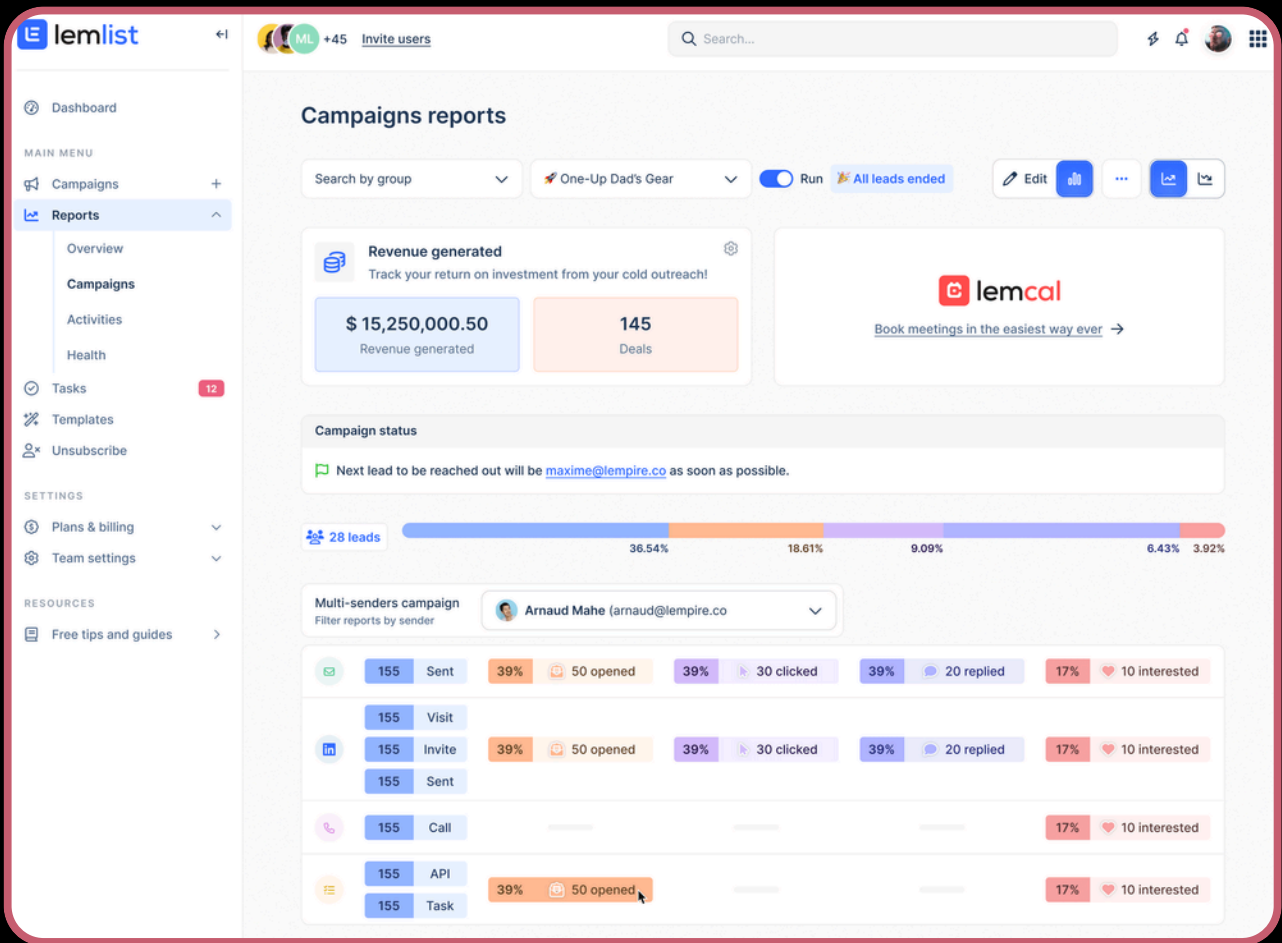 lemlist
ML +45 Invite users
Search...
Dashboard
MAIN MENU
Campaigns
Reports
Overview
Campaigns
Activities
Health
Tasks 12
Templates
Unsubscribe
SETTINGS
Plans & billing
Team settings
RESOURCES
Free tips and guides
Campaigns reports
Search by group
🚀 One-Up Dad's Gear
Run
🎉 All leads ended
Edit
Revenue generated
Track your return on investment from your cold outreach!
$ 15,250,000.50
Revenue generated
145
Deals
lemcal
Book meetings in the easiest way ever →
Campaign status
Next lead to be reached out will be maxime@lempire.co as soon as possible.
28 leads
36.54% 18.61% 9.09% 6.43% 3.92%
Multi-senders campaign
Filter reports by sender
Arnaud Mahe (arnaud@lempire.co
155 Sent 39% 50 opened 39% 30 clicked 39% 20 replied 17% 10 interested
155 Visit
in 155 Invite 39% 50 opened 39% 30 clicked 39% 20 replied 17% 10 interested
155 Sent
155 Call 17% 10 interested
155 API
39% 50 opened 17% 10 interested
155 Task